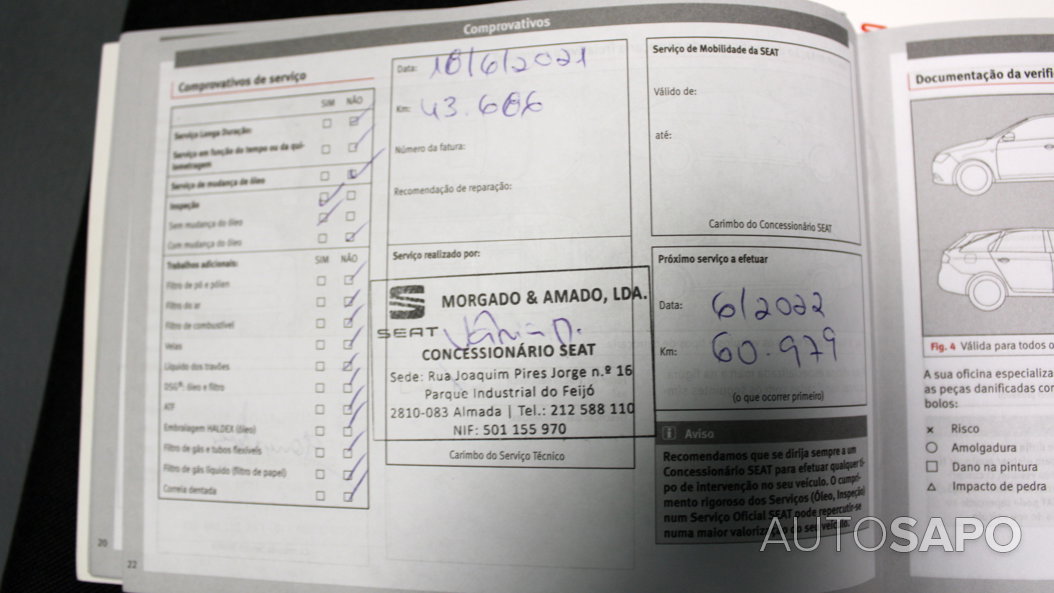 Comprovativos
Comprovativos de serviço
SIM NÃO
Serviço Longa Duração:
Serviço em função do tempo ou da qui-
lometragem
Serviço de mudança de óleo
Inspeção
Sem mudança do óleo
Com mudança do óleo
Trabalhos adicionais: SIM NÃO
Filtro de pó e pólen
Filtro do ar
Filtro de combustível
Velas
Líquido dos travões
DSG®: óleo e filtro
ATF
Embraiagem HALDEX (óleo)
Filtro de gás e tubos flexíveis
Filtro de gás líquido (filtro de papel)
Correia dentada
20
22
Data: 18/6/2021
Km: 43.606
Número da fatura:
Recomendação de reparação:
Serviço realizado por:
SEAT
MORGADO & AMADO, LDA.
CONCESSIONÁRIO SEAT
Sede: Rua Joaquim Pires Jorge n.º 16
Parque Industrial do Feijó
2810-083 Almada | Tel.: 212 588 110
NIF: 501 155 970
Carimbo do Serviço Técnico
Serviço de Mobilidade da SEAT
Válido de:
até:
Carimbo do Concessionário SEAT
Próximo serviço a efetuar
Data: 6/2022
Km: 60.979
(o que ocorrer primeiro)
Aviso
Recomendamos que se dirija sempre a um
Concessionário SEAT para efetuar qualquer ti-
po de intervenção no seu veículo. O cumpri-
mento rigoroso dos Serviços (Óleo, Inspeção)
num Serviço Oficial SEAT pode repercutir-se
numa maior valorização do seu veículo.
Documentação da verifi
Fig. 4 Válida para todos o
A sua oficina especializa
as peças danificadas con
bolos:
× Risco
Amolgadura
Dano na pintura
Impacto de pedra
AUTOSAPO